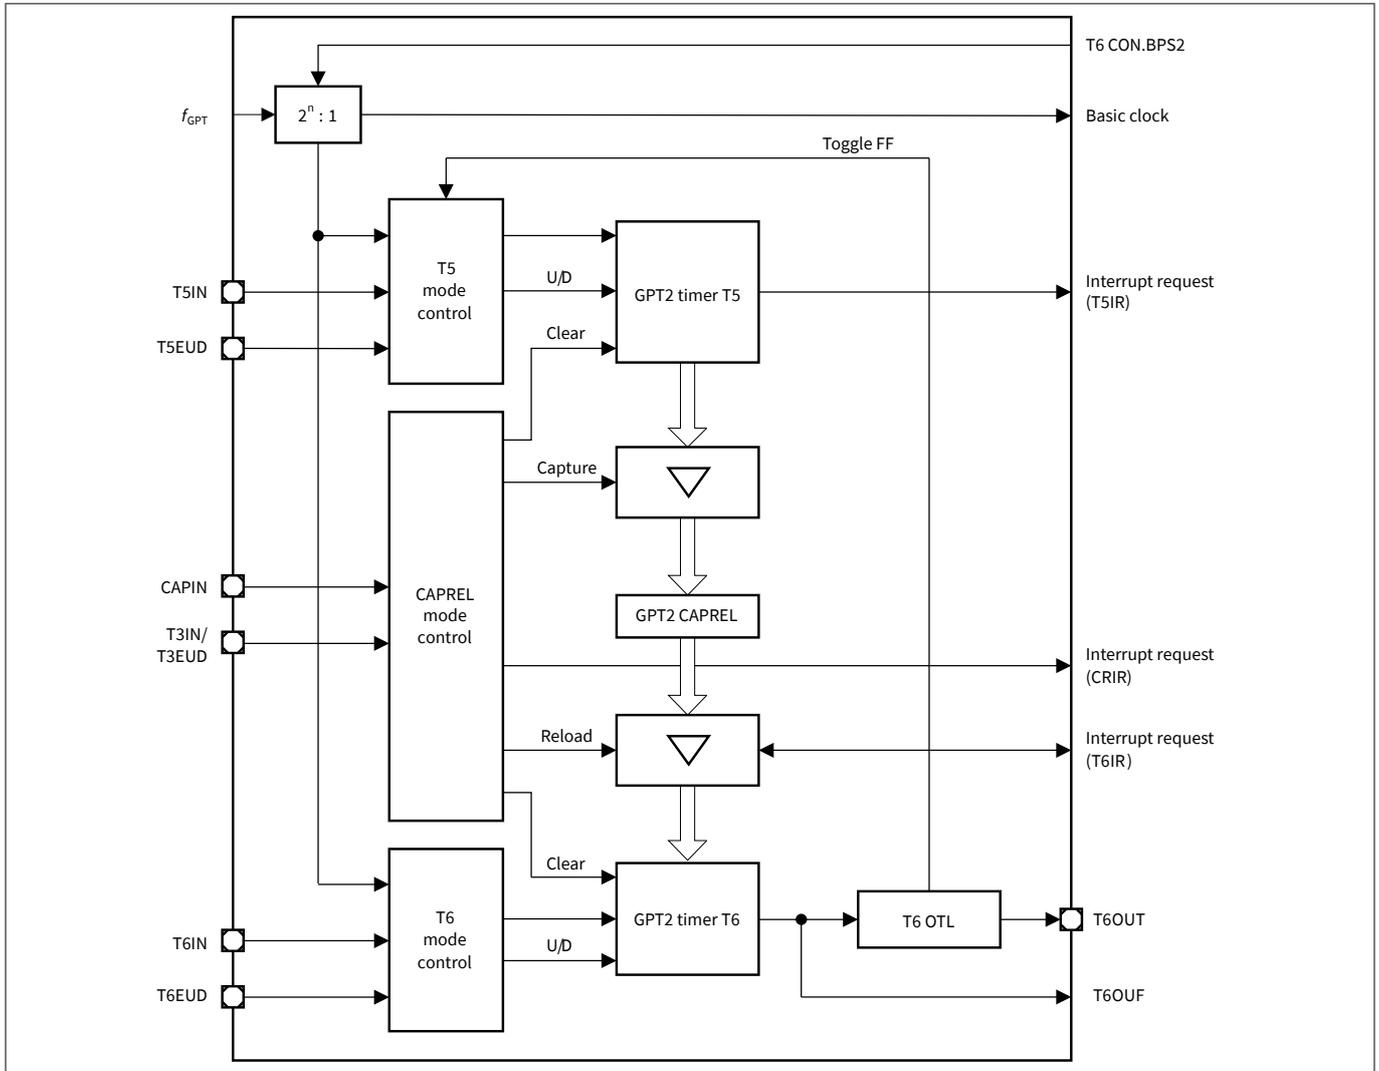 T6 CON.BPS2
fGPT
2n : 1
Basic clock
Toggle FF
T5
mode
control
U/D
GPT2 timer T5
T5IN
Interrupt request
(T5IR)
T5EUD
Clear
Capture
CAPIN
CAPREL
mode
control
GPT2 CAPREL
T3IN/
T3EUD
Interrupt request
(CRIR)
Reload
Interrupt request
(T6IR)
Clear
T6
mode
control
GPT2 timer T6
T6 OTL
T6OUT
T6IN
U/D
T6EUD
T6OUF